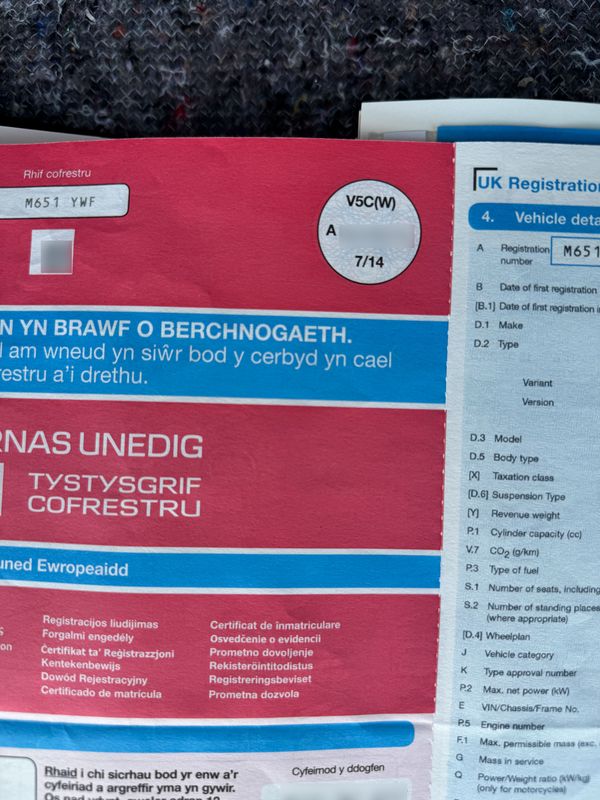 Rhif cofrestru
M651 YWF
V5C(W)
A
7/14
N YN BRAWF O BERCHNOGAETH.
am wneud yn siŵr bod y cerbyd yn cael
restru a'i drethu.
RNAS UNEDIG
TYSTYSGRIF
COFRESTRU
uned Ewropeaidd
Registracijos liudijimas
Forgalmi engedély
Ċertifikat ta' Reġistrazzjoni
Kentekenbewijs
Dowód Rejestracyjny
Certificado de matrícula
Certificat de înmatriculare
Osvedčenie o evidencii
Prometno dovoljenje
Rekisteröintitodistus
Registreringsbeviset
Prometna dozvola
Rhaid i chi sicrhau bod yr enw a'r
cyfeiriad a argreffir yma yn gywir.
Cyfeirnod y ddogfen
UK Registration
4. Vehicle deta
A Registration number M651
B Date of first registration
[B.1] Date of first registration i
D.1 Make
D.2 Type
Variant
Version
D.3 Model
D.5 Body type
[X] Taxation class
[D.6] Suspension Type
[Y] Revenue weight
P.1 Cylinder capacity (cc)
V.7 CO2 (g/km)
P.3 Type of fuel
S.1 Number of seats, including
S.2 Number of standing places
(where appropriate)
[D.4] Wheelplan
J Vehicle category
K Type approval number
P.2 Max. net power (kW)
E VIN/Chassis/Frame No.
P.5 Engine number
F.1 Max. permissible mass (exc.
G Mass in service
Q Power/Weight ratio (kW/kg)
(only for motorcycles)